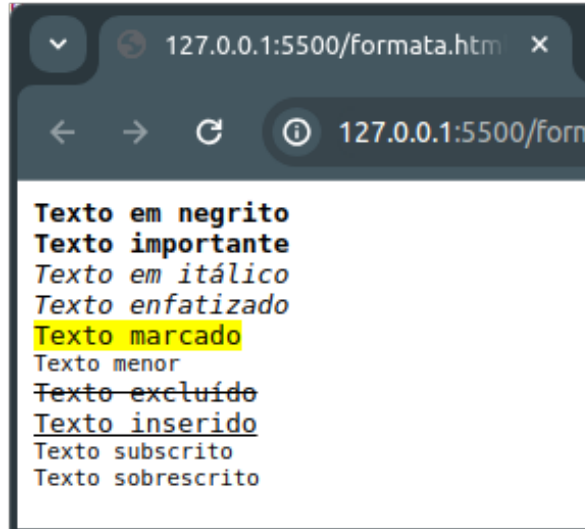 127.0.0.1:5500/formata.htm
127.0.0.1:5500/form
Texto em negrito
Texto importante
Texto em itálico
Texto enfatizado
Texto marcado
Texto menor
Texto excluído
Texto inserido
Texto subscrito
Texto sobrescrito